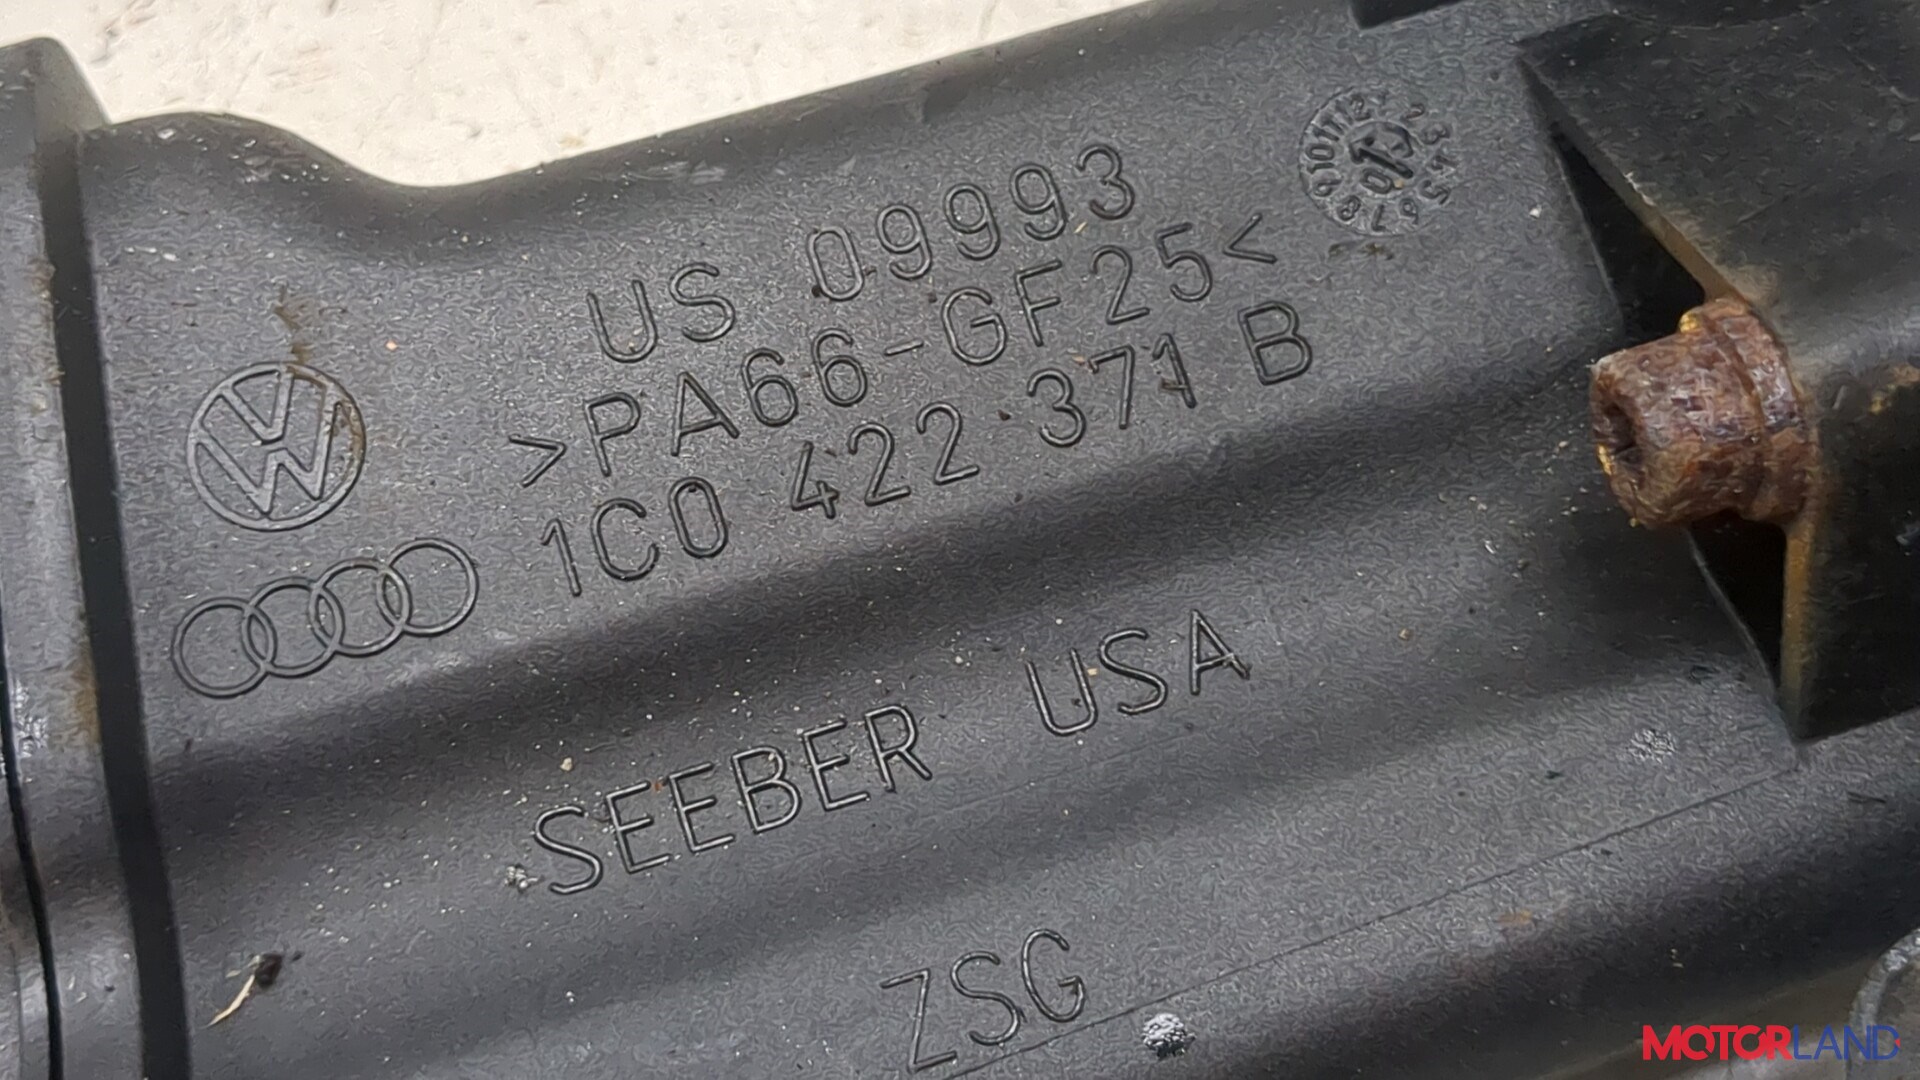 US 09993
>PA66-GF25<
1C0 422 371 B
SEEBER USA
ZSG
MOTORLAND